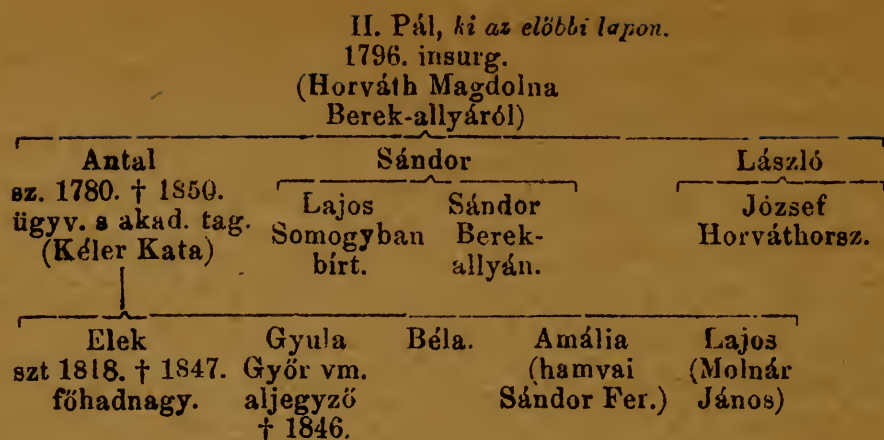 II. Pál, ki az előbbi lapon.
1796. insurg.
(Horváth Magdolna
Berek-allyáról)
Antal Sándor László
sz. 1780. † 1850.
ügyv. s akad. tag.
(Kéler Kata)
Lajos Sándor József
Somogyban Berek- Horváthorsz.
birt. allyán.
Elek Gyula Béla. Amália Lajos
szt 1818. † 1847. Győr vm. (hamvai (Molnár
főhadnagy. aljegyző Sándor Fer.) János)
† 1846.